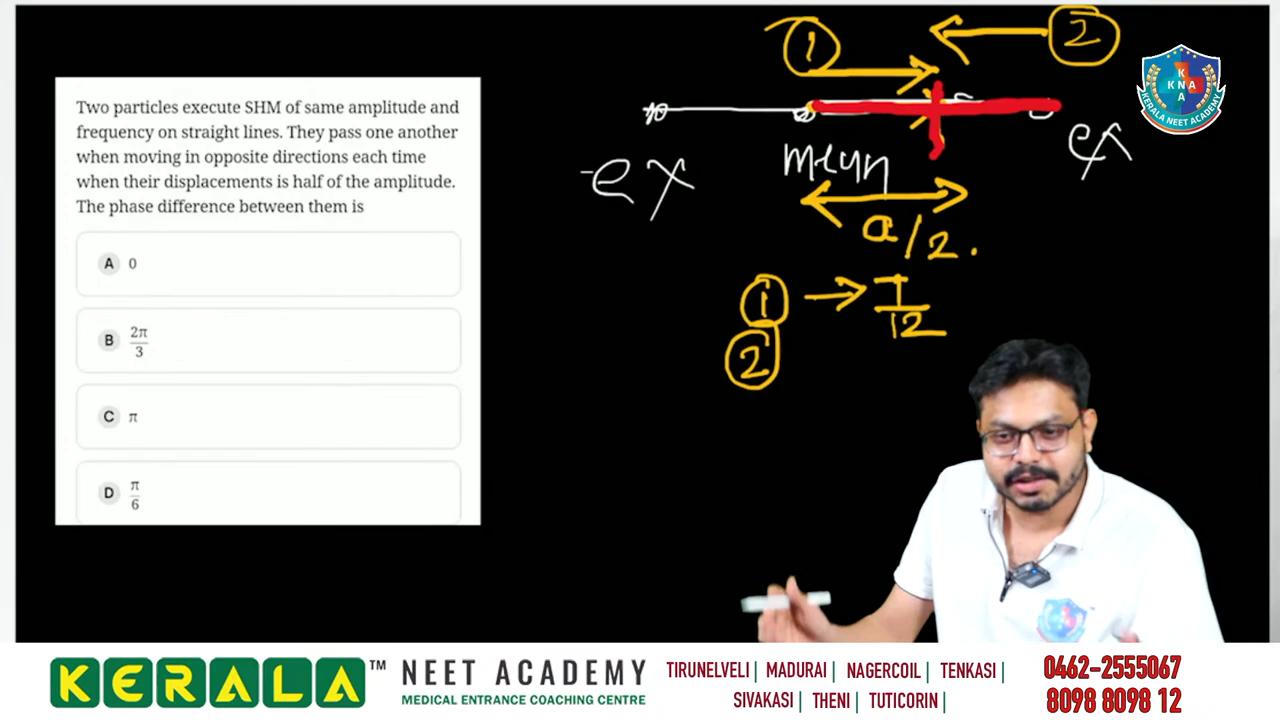 Two particles execute SHM of same amplitude and
frequency on straight lines. They pass one another
when moving in opposite directions each time
when their displacements is half of the amplitude.
The phase difference between them is
A 0
B 2π/3
C π
D π/6
1
2
-ex
mean
ex
a/2.
1 → T/12
2
KNA
KERALA NEET ACADEMY
KERALA™ NEET ACADEMY
MEDICAL ENTRANCE COACHING CENTRE
TIRUNELVELI | MADURAI | NAGERCOIL | TENKASI |
SIVAKASI | THENI | TUTICORIN |
0462-2555067
8098 8098 12